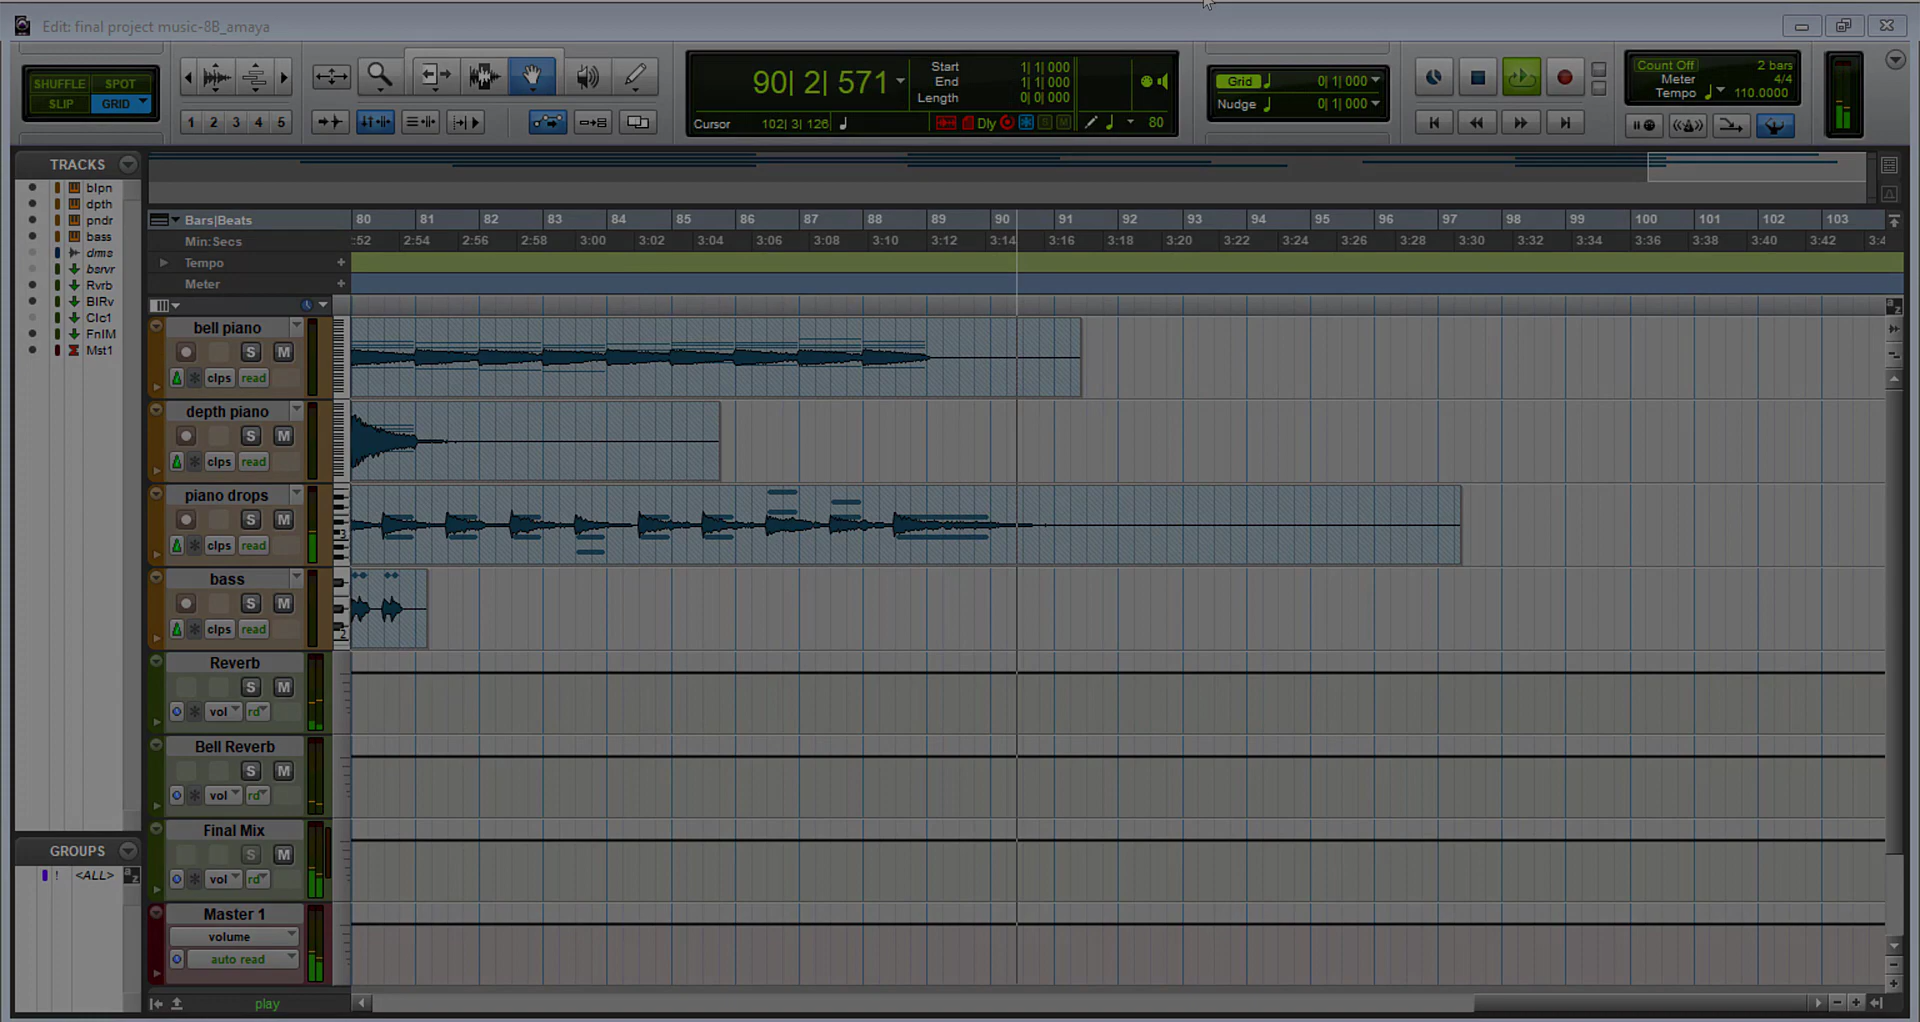 Edit: final project music-8B_amaya
SHUFFLE SPOT
SLIP GRID
1 2 3 4 5
90| 2| 571
Start 1| 1| 000
End 1| 1| 000
Length 0| 0| 000
Cursor 102| 3| 126
Dly S M 80
Grid 0| 1| 000
Nudge 0| 1| 000
Count Off 2 bars
Meter 4/4
Tempo 110.0000
TRACKS
blpn
dpth
pndr
bass
drms
bsrvr
Rvrb
BlRv
Clc1
FnlM
Mst1
GROUPS
! <ALL> a z
Bars|Beats 80 81 82 83 84 85 86 87 88 89 90 91 92 93 94 95 96 97 98 99 100 101 102 103
Min:Secs :52 2:54 2:56 2:58 3:00 3:02 3:04 3:06 3:08 3:10 3:12 3:14 3:16 3:18 3:20 3:22 3:24 3:26 3:28 3:30 3:32 3:34 3:36 3:38 3:40 3:42 3:4
Tempo +
Meter +
a z
bell piano
S M
clps read
depth piano
S M
clps read
piano drops
S M
3
clps read
bass
S M
clps read
2
Reverb
S M
vol rd
Bell Reverb
S M
vol rd
Final Mix
S M
vol rd
Master 1
volume
auto read
play